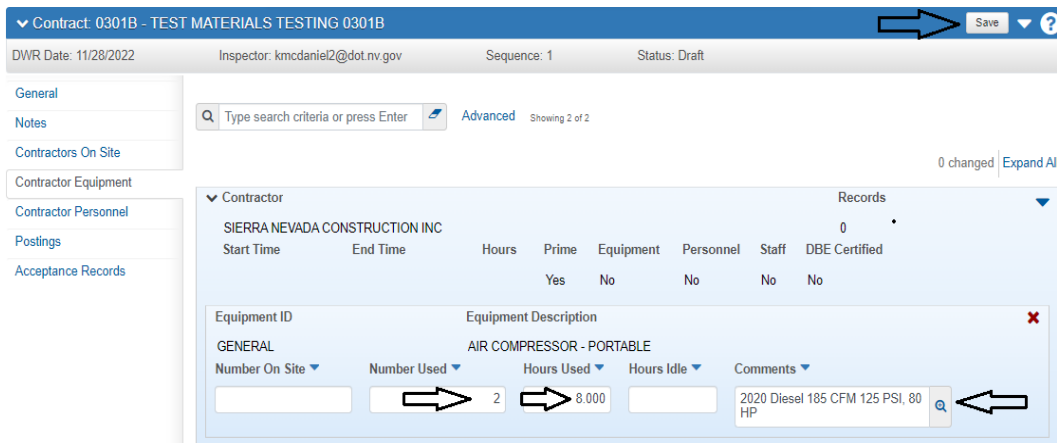 Contract: 0301B - TEST MATERIALS TESTING 0301B
Save
?
DWR Date: 11/28/2022 Inspector: kmcdaniel2@dot.nv.gov Sequence: 1 Status: Draft
General
Notes
Contractors On Site
Contractor Equipment
Contractor Personnel
Postings
Acceptance Records
Type search criteria or press Enter Advanced Showing 2 of 2
0 changed Expand Al
Contractor Records
SIERRA NEVADA CONSTRUCTION INC 0
Start Time End Time Hours Prime Equipment Personnel Staff DBE Certified
Yes No No No No
Equipment ID Equipment Description
GENERAL AIR COMPRESSOR - PORTABLE
Number On Site Number Used Hours Used Hours Idle Comments
2 8.000 2020 Diesel 185 CFM 125 PSI, 80
HP